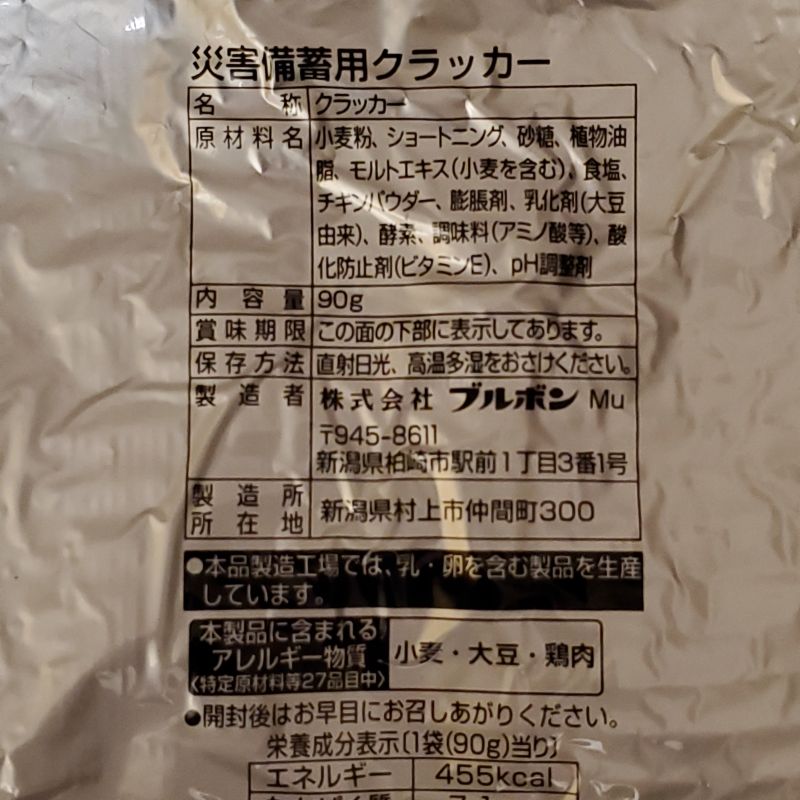 災害備蓄用クラッカー
名称 クラッカー
原材料名 小麦粉、ショートニング、砂糖、植物油
脂、モルトエキス(小麦を含む)、食塩、
チキンパウダー、膨脹剤、乳化剤(大豆
由来)、酵素、調味料(アミノ酸等)、酸
化防止剤(ビタミンE)、pH調整剤
内容量 90g
賞味期限 この面の下部に表示してあります。
保存方法 直射日光、高温多湿をおさけください。
製造者 株式会社 ブルボン Mu
〒945-8611
新潟県柏崎市駅前1丁目3番1号
製造所
所在地 新潟県村上市仲間町300
●本品製造工場では、乳・卵を含む製品を生産
しています。
本製品に含まれる
アレルギー物質 小麦・大豆・鶏肉
〈特定原材料等27品目中〉
●開封後はお早目にお召しあがりください。
栄養成分表示〔1袋(90g)当り〕
エネルギー 455kcal